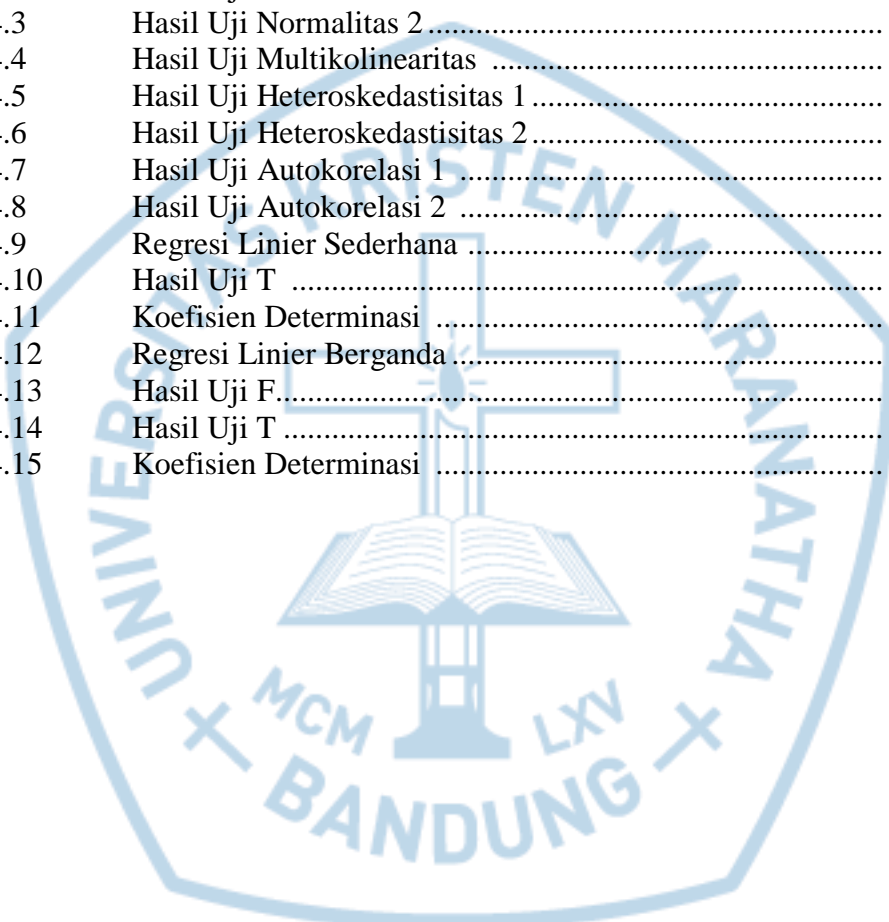 .3 Hasil Uji Normalitas 2 ........................................................
.4 Hasil Uji Multikolinearitas ................................................
.5 Hasil Uji Heteroskedastisitas 1 ...........................................
.6 Hasil Uji Heteroskedastisitas 2 ...........................................
.7 Hasil Uji Autokorelasi 1 ....................................................
.8 Hasil Uji Autokorelasi 2 ....................................................
.9 Regresi Linier Sederhana ...................................................
.10 Hasil Uji T ........................................................................
.11 Koefisien Determinasi .......................................................
.12 Regresi Linier Berganda .....................................................
.13 Hasil Uji F..........................................................................
.14 Hasil Uji T .........................................................................
.15 Koefisien Determinasi .......................................................
UNIVERSITAS KRISTEN MARANATHA
MCM LXV
BANDUNG